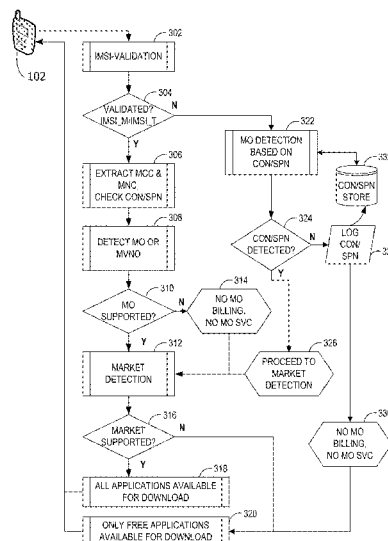 302
IMSI-VALIDATION
102
304
VALIDATED?
IMSI_M/IMSI_T
N
Y
322
MO DETECTION
BASED ON
CON/SPN
306
EXTRACT MCC &
MNC
CHECK CON/SPN
CON/SPN
STORE
308
DETECT MO OR
MVNO
324
CON/SPN
DETECTED?
N
LOG
CON/
SPN
Y
310
MO
SUPPORTED?
N
314
NO MO
BILLING,
NO MO SVC
Y
312
MARKET
DETECTION
326
PROCEED TO
MARKET
DETECTION
316
MARKET
SUPPORTED?
N
NO MO
BILLING,
NO MO SVC
Y
318
ALL APPLICATIONS AVAILABLE
FOR DOWNLOAD
320
ONLY FREE APPLICATIONS
AVAILABLE FOR DOWNLOAD